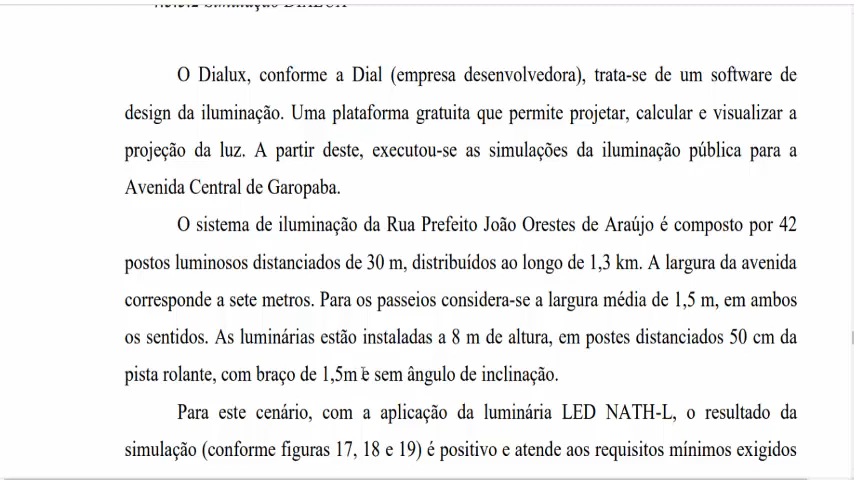 Simulação DIALUX
O Dialux, conforme a Dial (empresa desenvolvedora), trata-se de um software de
design da iluminação. Uma plataforma gratuita que permite projetar, calcular e visualizar a
projeção da luz. A partir deste, executou-se as simulações da iluminação pública para a
Avenida Central de Garopaba.
O sistema de iluminação da Rua Prefeito João Orestes de Araújo é composto por 42
postos luminosos distanciados de 30 m, distribuídos ao longo de 1,3 km. A largura da avenida
corresponde a sete metros. Para os passeios considera-se a largura média de 1,5 m, em ambos
os sentidos. As luminárias estão instaladas a 8 m de altura, em postes distanciados 50 cm da
pista rolante, com braço de 1,5m e sem ângulo de inclinação.
Para este cenário, com a aplicação da luminária LED NATH-L, o resultado da
simulação (conforme figuras 17, 18 e 19) é positivo e atende aos requisitos mínimos exigidos